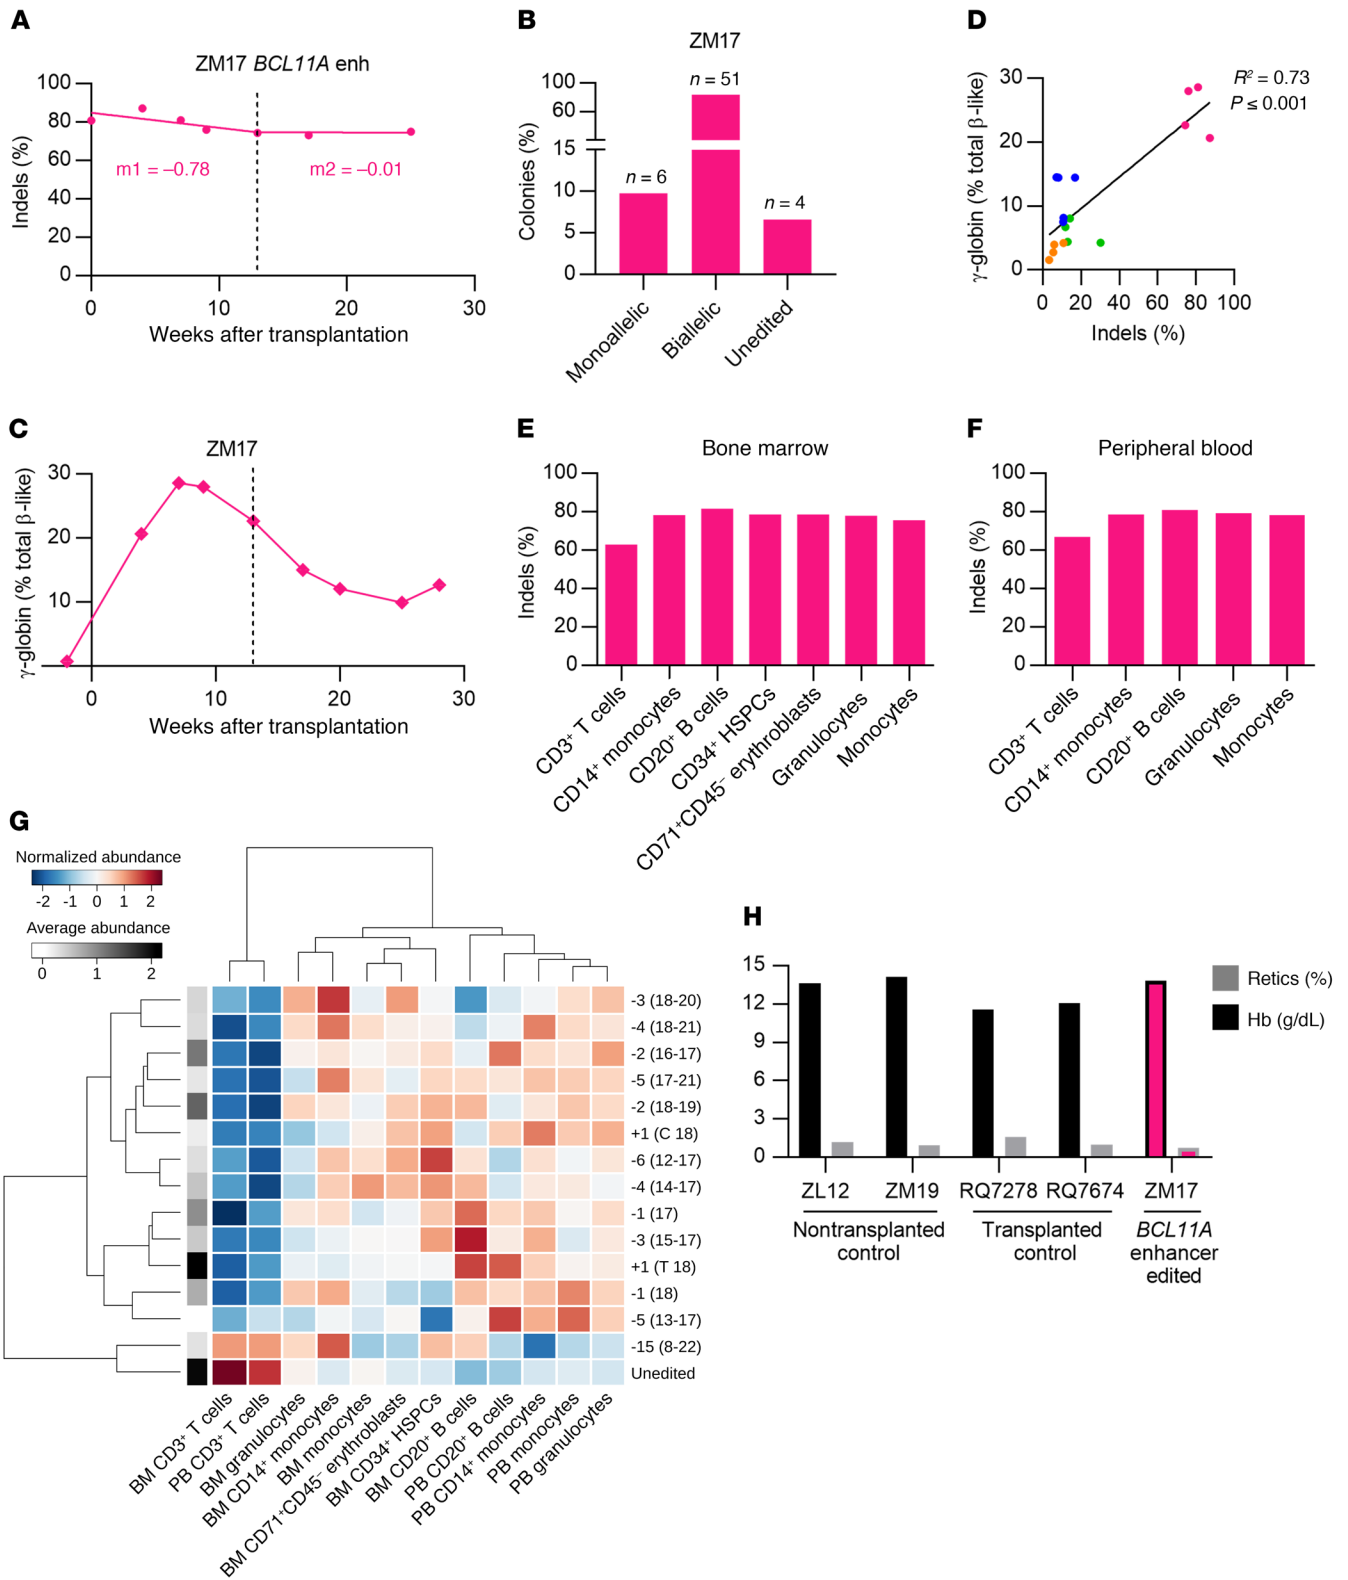 A
ZM17 BCL11A enh
Indels (%)
100
80
60
40
20
0
m1 = –0.78
m2 = –0.01
0
10
20
30
Weeks after transplantation
B
ZM17
Colonies (%)
100
60
15
10
5
0
n = 6
n = 51
n = 4
Monoallelic
Biallelic
Unedited
D
γ-globin (% total β-like)
30
20
10
0
R² = 0.73
P ≤ 0.001
0
20
40
60
80
100
Indels (%)
C
ZM17
γ-globin (% total β-like)
30
20
10
0
10
20
30
Weeks after transplantation
E
Bone marrow
Indels (%)
100
80
60
40
20
0
CD3⁺ T cells
CD14⁺ monocytes
CD20⁺ B cells
CD34⁺ HSPCs
CD71⁺CD45⁻ erythroblasts
Granulocytes
Monocytes
F
Peripheral blood
Indels (%)
100
80
60
40
20
0
CD3⁺ T cells
CD14⁺ monocytes
CD20⁺ B cells
Granulocytes
Monocytes
G
Normalized abundance
-2 -1 0 1 2
Average abundance
0 1 2
-3 (18-20)
-4 (18-21)
-2 (16-17)
-5 (17-21)
-2 (18-19)
+1 (C 18)
-6 (12-17)
-4 (14-17)
-1 (17)
-3 (15-17)
+1 (T 18)
-1 (18)
-5 (13-17)
-15 (8-22)
Unedited
BM CD3⁺ T cells
PB CD3⁺ T cells
BM granulocytes
BM CD14⁺ monocytes
BM monocytes
BM CD71⁺CD45⁻ erythroblasts
BM CD34⁺ HSPCs
BM CD20⁺ B cells
PB CD20⁺ B cells
PB CD14⁺ monocytes
PB monocytes
PB granulocytes
H
15
12
9
6
3
0
Retics (%)
Hb (g/dL)
ZL12
ZM19
RQ7278
RQ7674
ZM17
Nontransplanted
control
Transplanted
control
BCL11A
enhancer
edited